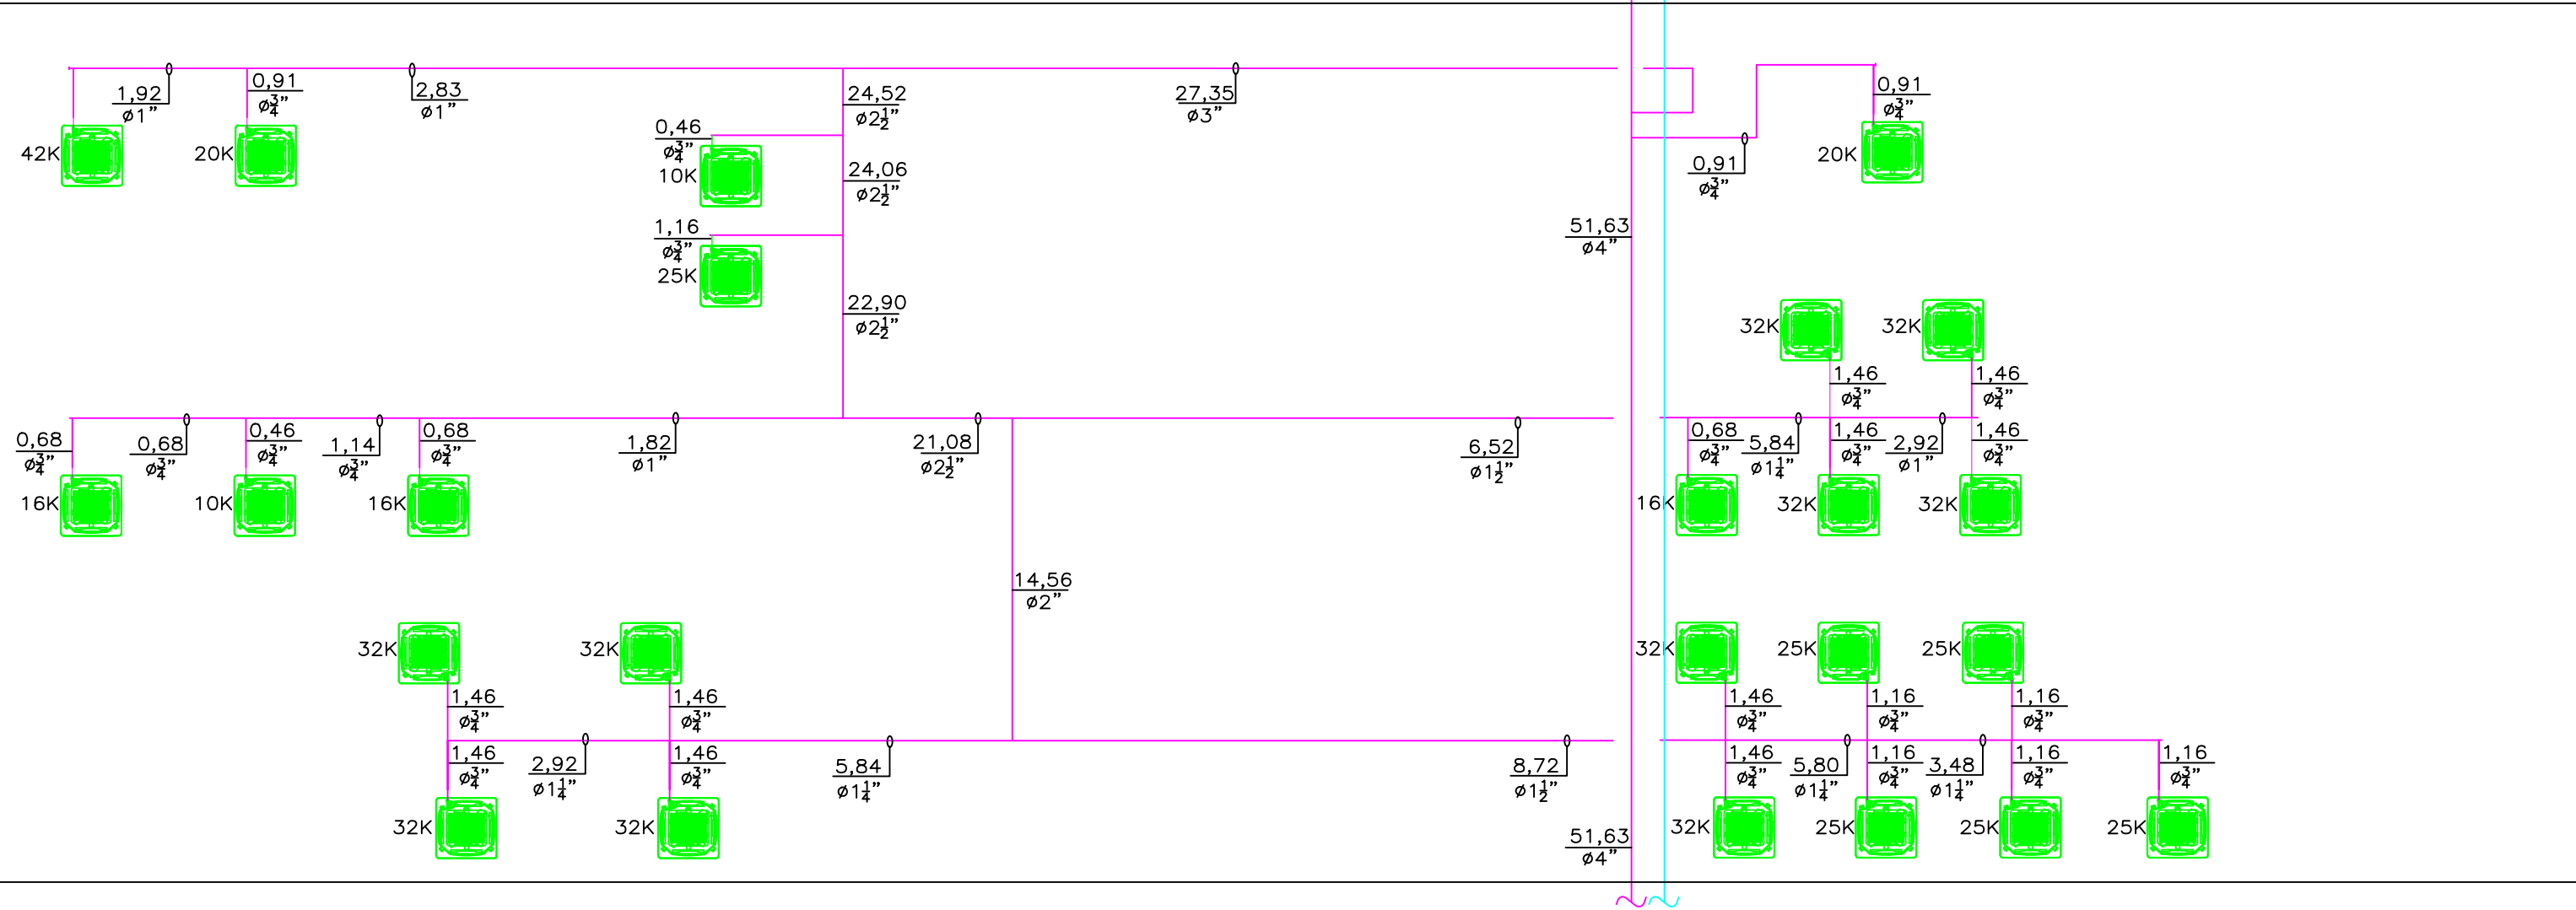 1,92
ø1"
0,91
ø3/4"
2,83
ø1"
42K
20K
24,52
ø2 1/2"
0,46
ø3/4"
10K
24,06
ø2 1/2"
1,16
ø3/4"
25K
22,90
ø2 1/2"
27,35
ø3"
0,91
ø3/4"
20K
0,91
ø3/4"
51,63
ø4"
32K
32K
1,46
ø3/4"
1,46
ø3/4"
0,68
ø3/4"
0,68
ø3/4"
0,46
ø3/4"
1,14
ø3/4"
0,68
ø3/4"
1,82
ø1"
21,08
ø2 1/2"
6,52
ø1 1/2"
0,68
ø3/4"
5,84
ø1 1/4"
1,46
ø3/4"
2,92
ø1"
1,46
ø3/4"
16K
10K
16K
16K
32K
32K
14,56
ø2"
32K
32K
32K
25K
25K
1,46
ø3/4"
1,46
ø3/4"
1,46
ø3/4"
1,16
ø3/4"
1,16
ø3/4"
1,46
ø3/4"
2,92
ø1 1/4"
1,46
ø3/4"
5,84
ø1 1/4"
8,72
ø1 1/2"
1,46
ø3/4"
5,80
ø1 1/4"
1,16
ø3/4"
3,48
ø1 1/4"
1,16
ø3/4"
1,16
ø3/4"
32K
32K
51,63
ø4"
32K
25K
25K
25K